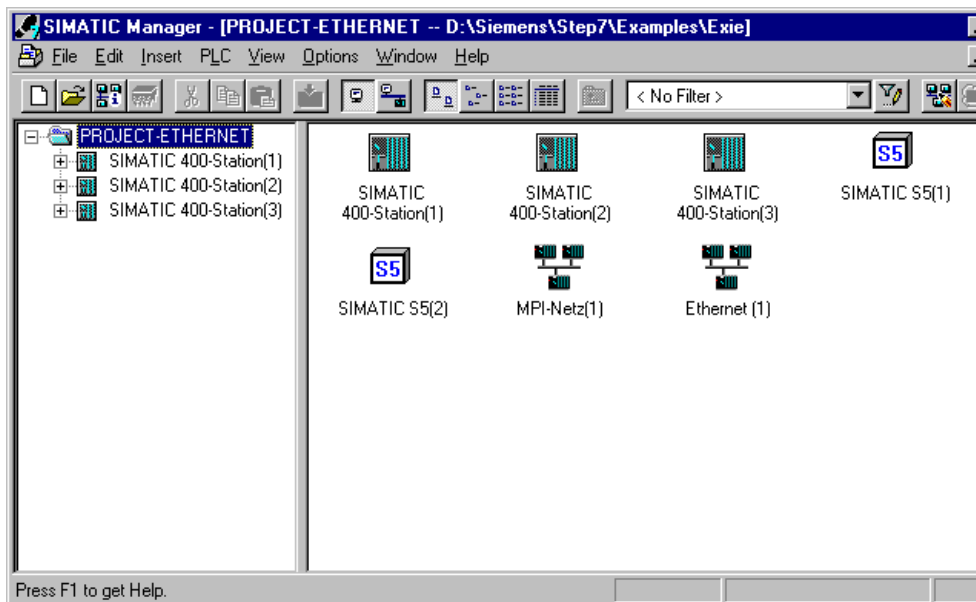 SIMATIC Manager - [PROJECT-ETHERNET -- D:\Siemens\Step7\Examples\Exie]
File Edit Insert PLC View Options Window Help
< No Filter >
PROJECT-ETHERNET
SIMATIC 400-Station(1)
SIMATIC 400-Station(2)
SIMATIC 400-Station(3)
SIMATIC
400-Station(1)
SIMATIC
400-Station(2)
SIMATIC
400-Station(3)
S5
SIMATIC S5(1)
S5
SIMATIC S5(2)
MPI-Netz(1)
Ethernet (1)
Press F1 to get Help.